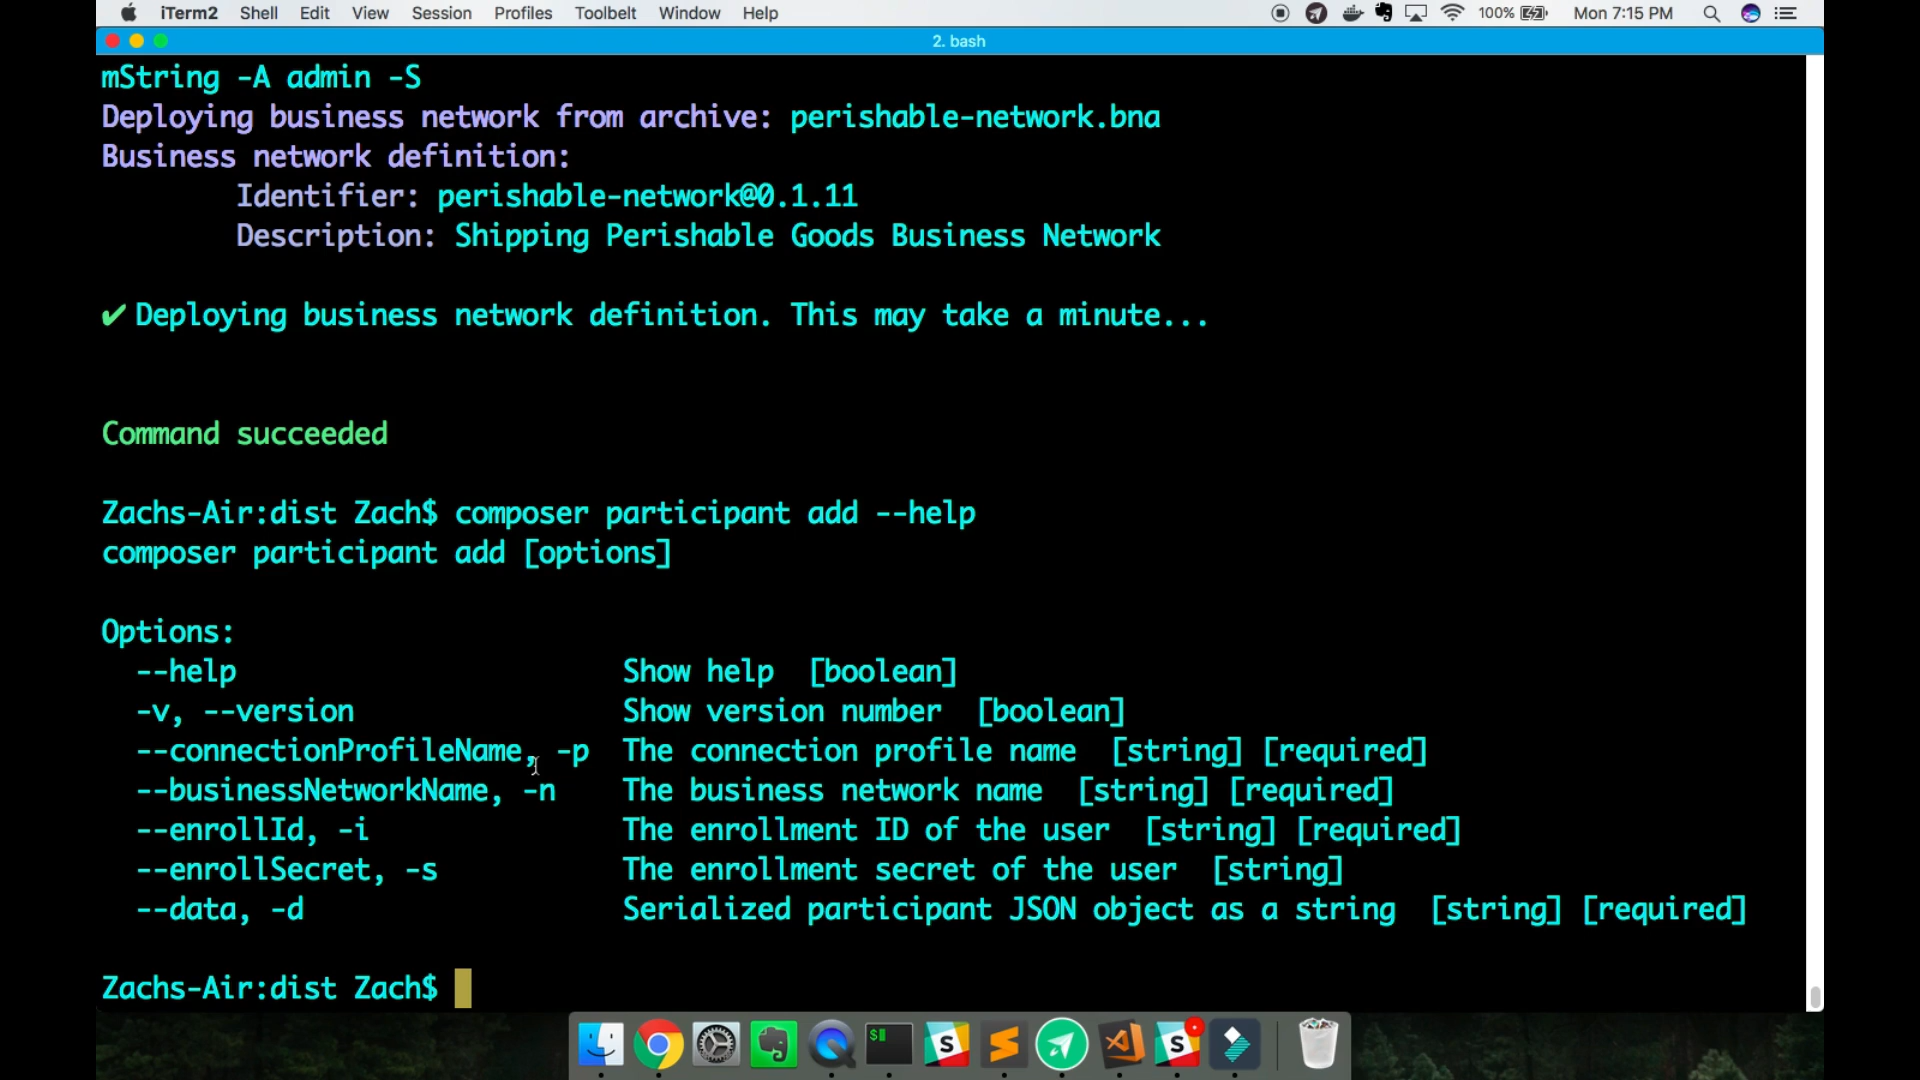 iTerm2 Shell Edit View Session Profiles Toolbelt Window Help 100% Mon 7:15 PM
2. bash
mString -A admin -S
Deploying business network from archive: perishable-network.bna
Business network definition:
Identifier: perishable-network@0.1.11
Description: Shipping Perishable Goods Business Network
✔ Deploying business network definition. This may take a minute...
Command succeeded
Zachs-Air:dist Zach$ composer participant add --help
composer participant add [options]
Options:
--help Show help [boolean]
-v, --version Show version number [boolean]
--connectionProfileName, -p The connection profile name [string] [required]
--businessNetworkName, -n The business network name [string] [required]
--enrollId, -i The enrollment ID of the user [string] [required]
--enrollSecret, -s The enrollment secret of the user [string]
--data, -d Serialized participant JSON object as a string [string] [required]
Zachs-Air:dist Zach$
$ S S S